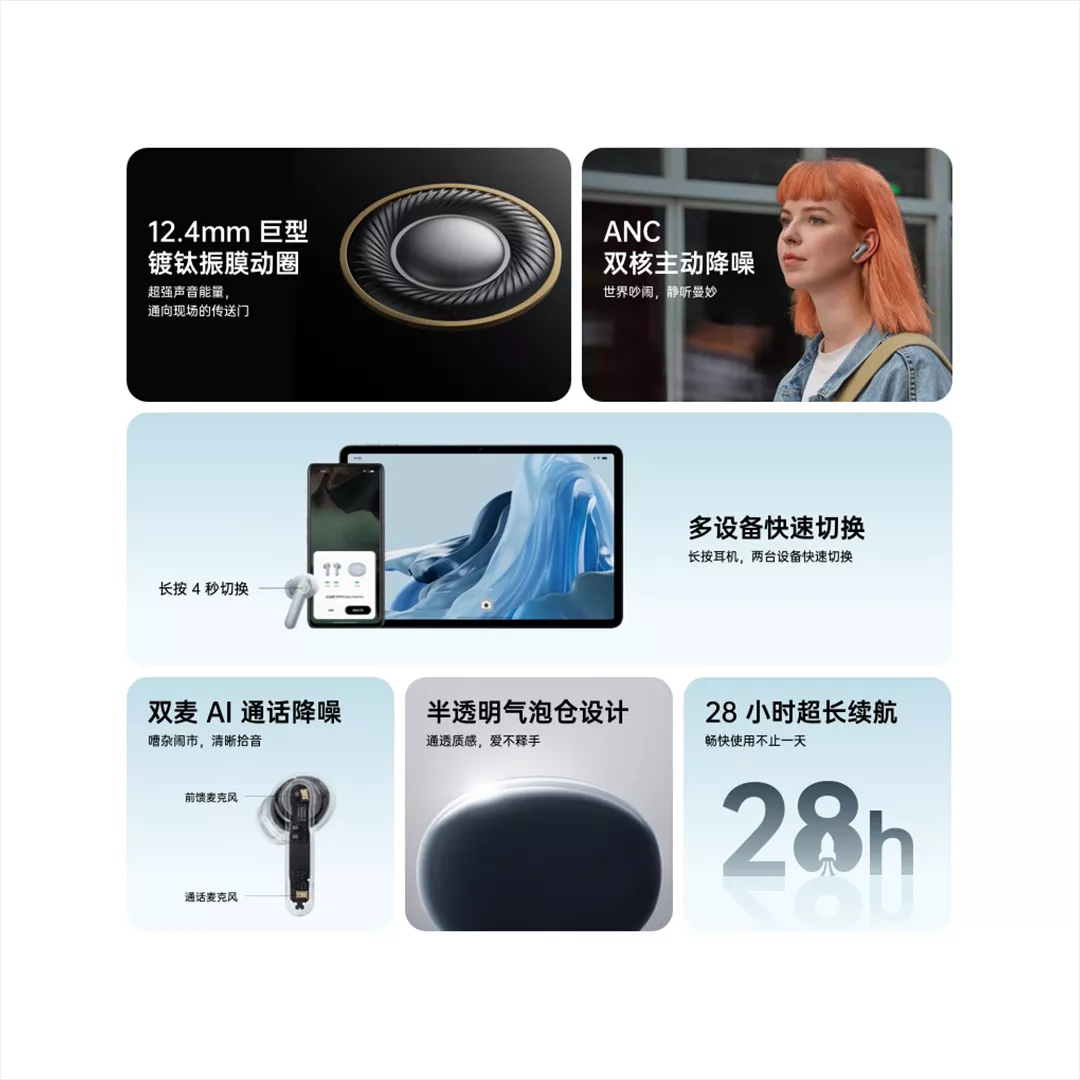 12.4mm 巨型
镀钛振膜动圈
超强声音能量，
通向现场的传送门
ANC
双核主动降噪
世界吵闹，静听曼妙
长按 4 秒切换
多设备快速切换
长按耳机，两台设备快速切换
双麦 AI 通话降噪
嘈杂闹市，清晰拾音
前馈麦克风
通话麦克风
半透明气泡仓设计
通透质感，爱不释手
28 小时超长续航
畅快使用不止一天
28h